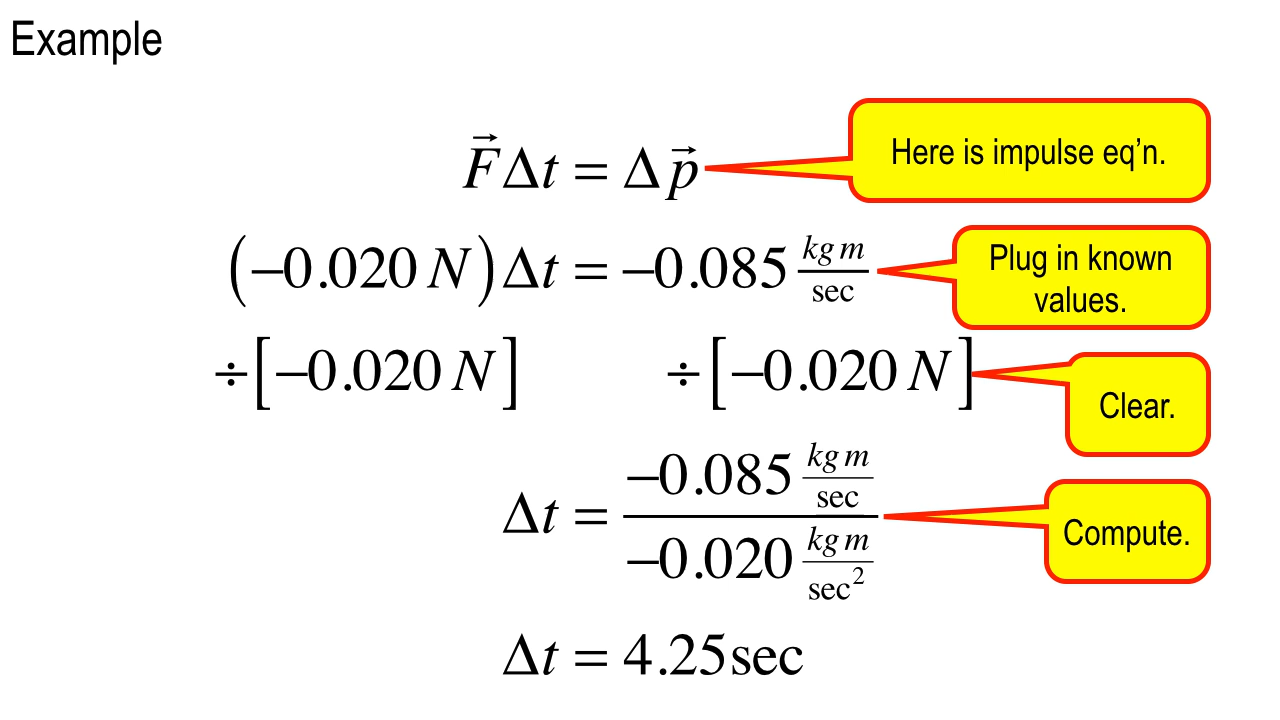 Example
F⃗Δt = Δp⃗
Here is impulse eq’n.
(−0.020 N)Δt = −0.085 kg m / sec
Plug in known
values.
÷[−0.020 N] ÷[−0.020 N]
Clear.
Δt = −0.085 kg m / sec / −0.020 kg m / sec²
Compute.
Δt = 4.25sec